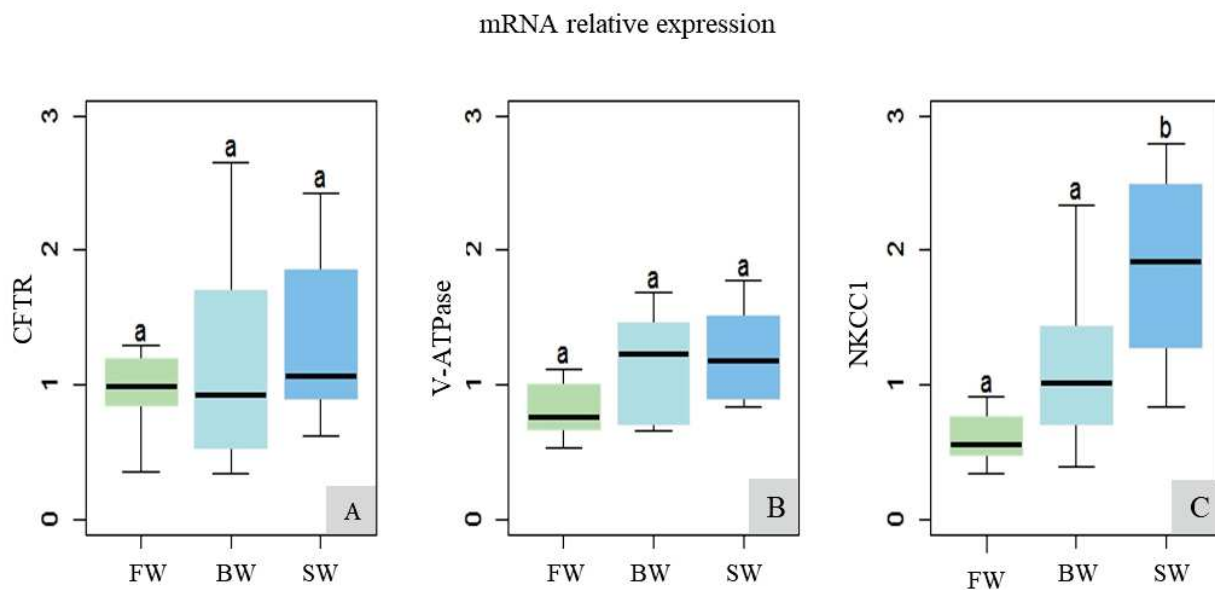 mRNA relative expression
CFTR
3
2
1
0
a
a
a
A
FW BW SW
V-ATPase
3
2
1
0
a
a
a
B
FW BW SW
NKCC1
3
2
1
0
a
a
b
C
FW BW SW